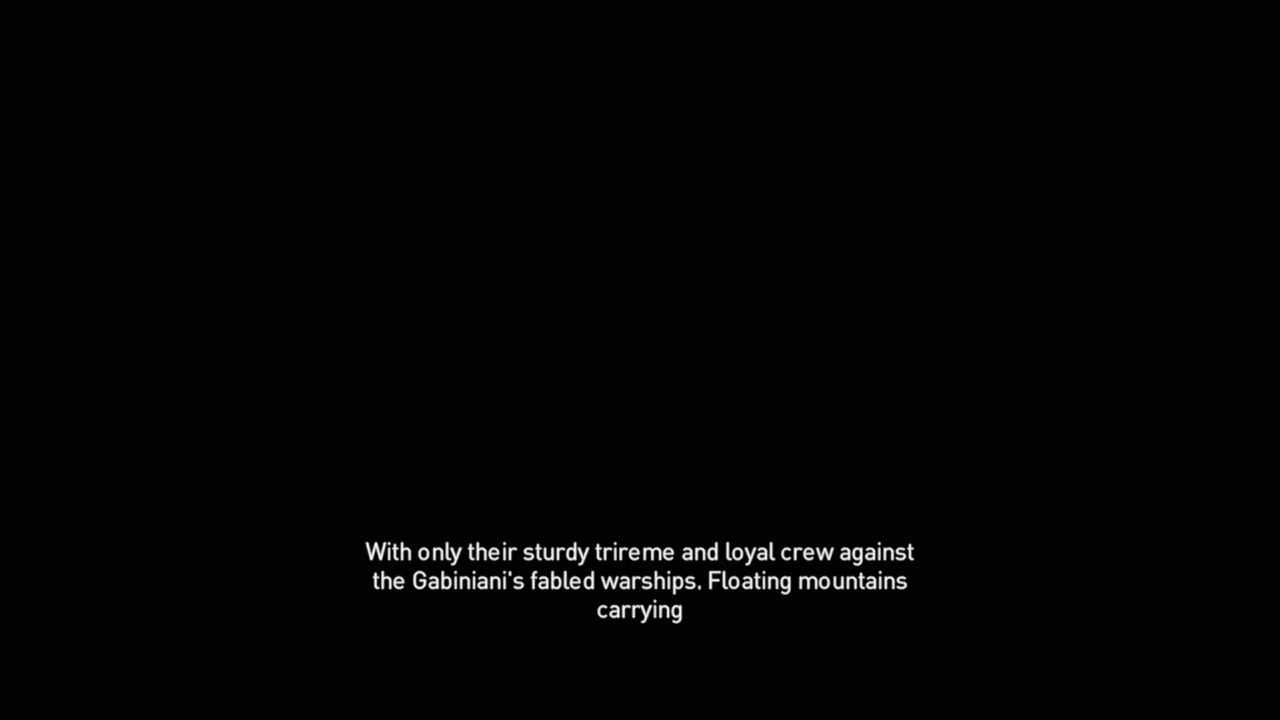 With only their sturdy trireme and loyal crew against
the Gabiniani's fabled warships. Floating mountains
carrying